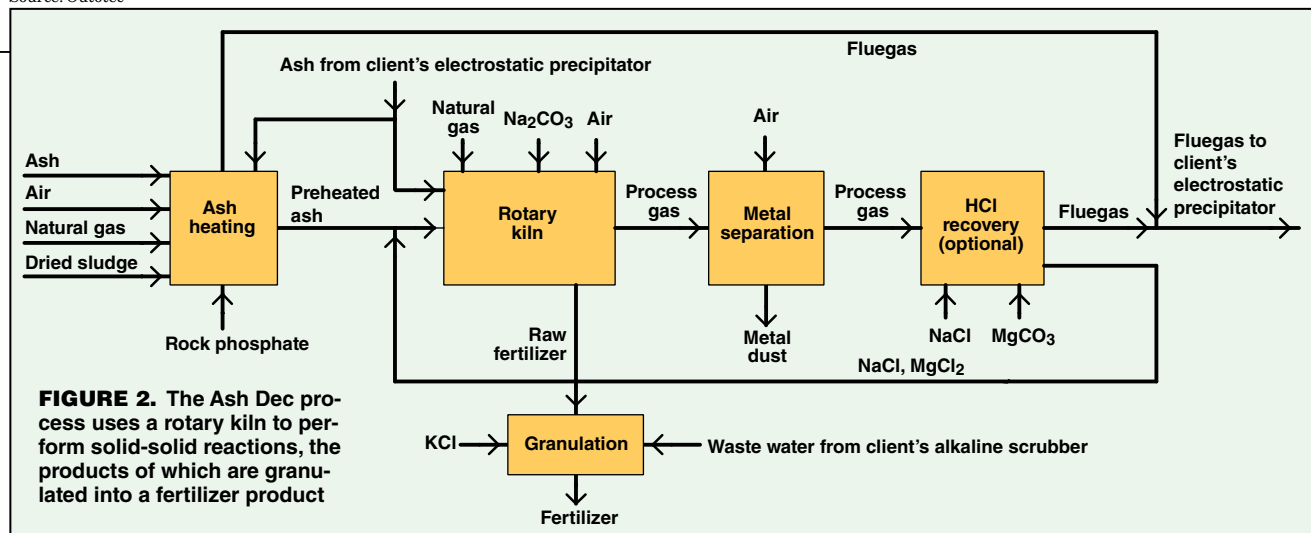 Source: Outotec
Fluegas
Ash from client's electrostatic precipitator
Natural
gas
Na₂CO₃
Air
Air
Fluegas to
client's
electrostatic
precipitator
Ash
Air
Natural gas
Dried sludge
Ash
heating
Preheated
ash
Rotary
kiln
Process
gas
Metal
separation
Process
gas
HCl
recovery
(optional)
Fluegas
Rock phosphate
Raw
fertilizer
Metal
dust
NaCl
MgCO₃
NaCl, MgCl₂
FIGURE 2. The Ash Dec pro-
cess uses a rotary kiln to per-
form solid-solid reactions, the
products of which are granu-
lated into a fertilizer product
KCl
Granulation
Waste water from client's alkaline scrubber
Fertilizer